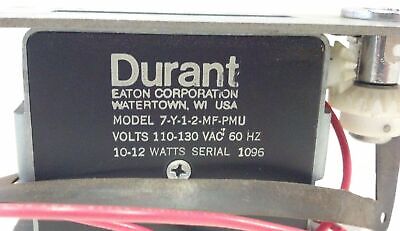 Durant
EATON CORPORATION
WATERTOWN, WI USA
MODEL 7-Y-1-2-MF-PMU
VOLTS 110-130 VAC 60 HZ
10-12 WATTS SERIAL 1096